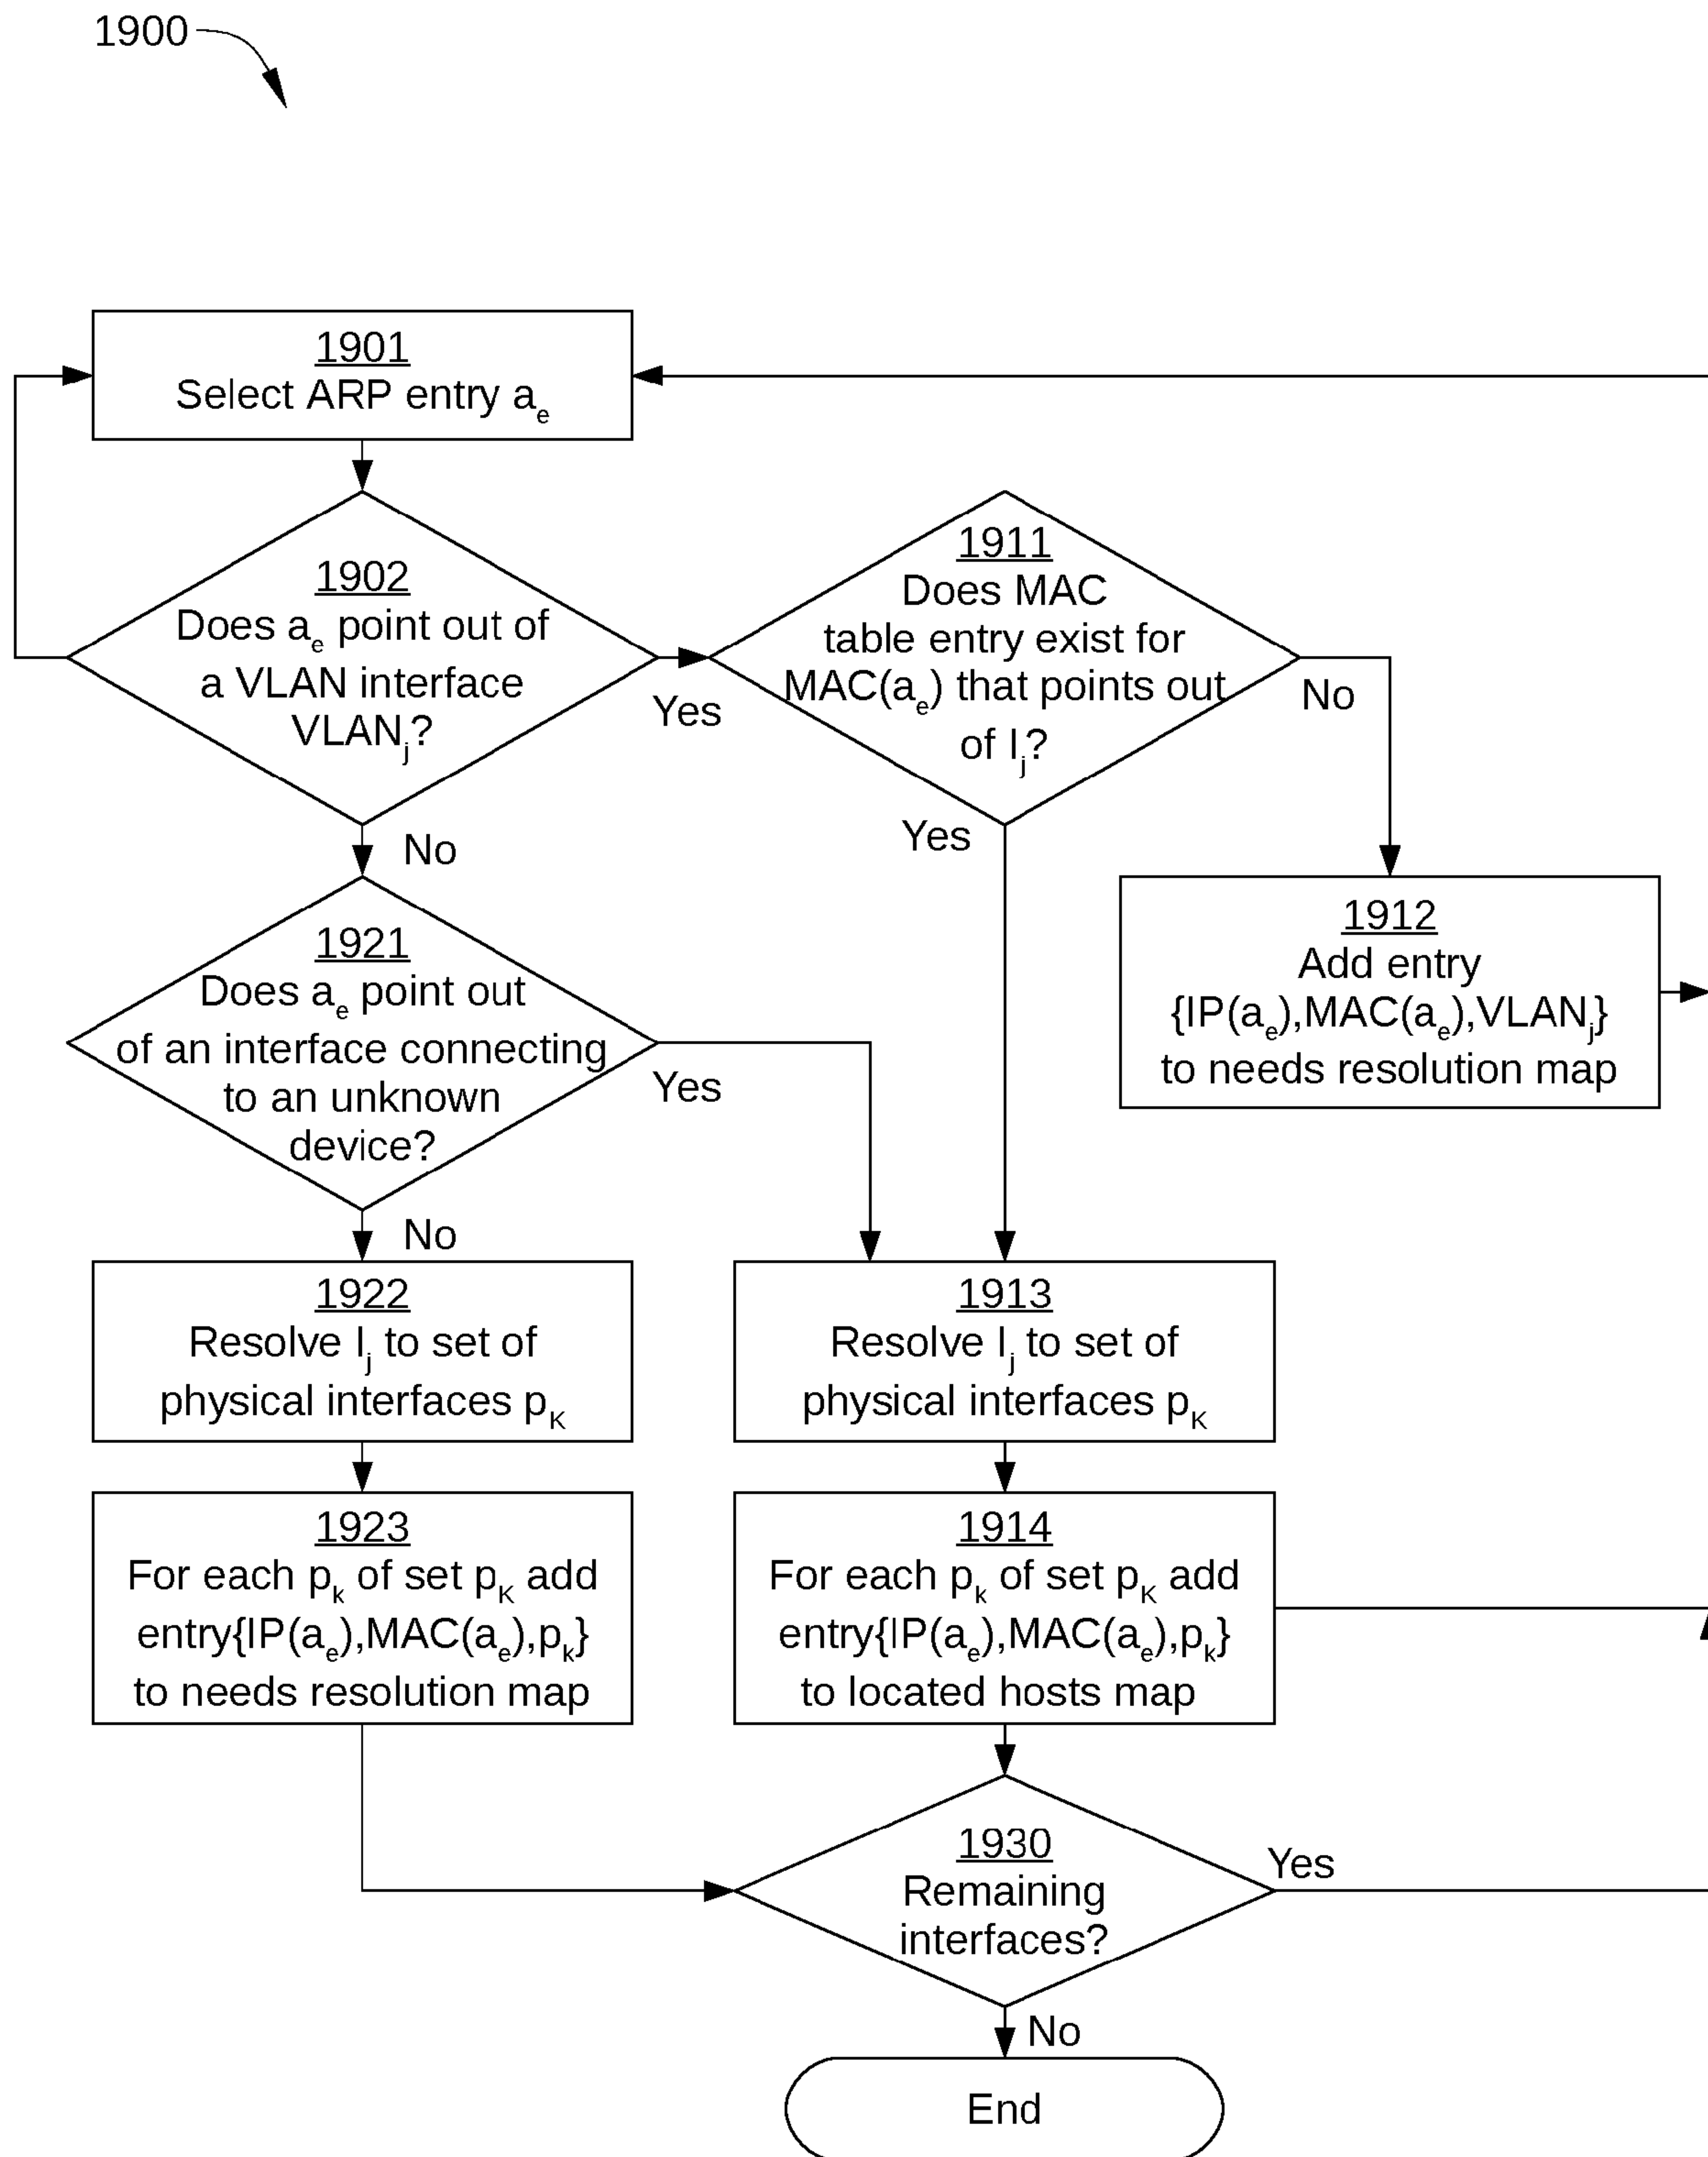 1900
1901
Select ARP entry aₑ
1902
Does aₑ point out of
a VLAN interface
VLANⱼ?
Yes
No
1911
Does MAC
table entry exist for
MAC(aₑ) that points out
of Iⱼ?
No
Yes
1912
Add entry
{IP(aₑ),MAC(aₑ),VLANⱼ}
to needs resolution map
1921
Does aₑ point out
of an interface connecting
to an unknown
device?
Yes
No
1922
Resolve Iⱼ to set of
physical interfaces p_K
1913
Resolve Iⱼ to set of
physical interfaces p_K
1923
For each pₖ of set p_K add
entry{IP(aₑ),MAC(aₑ),pₖ}
to needs resolution map
1914
For each pₖ of set p_K add
entry{IP(aₑ),MAC(aₑ),pₖ}
to located hosts map
1930
Remaining
interfaces?
Yes
No
End